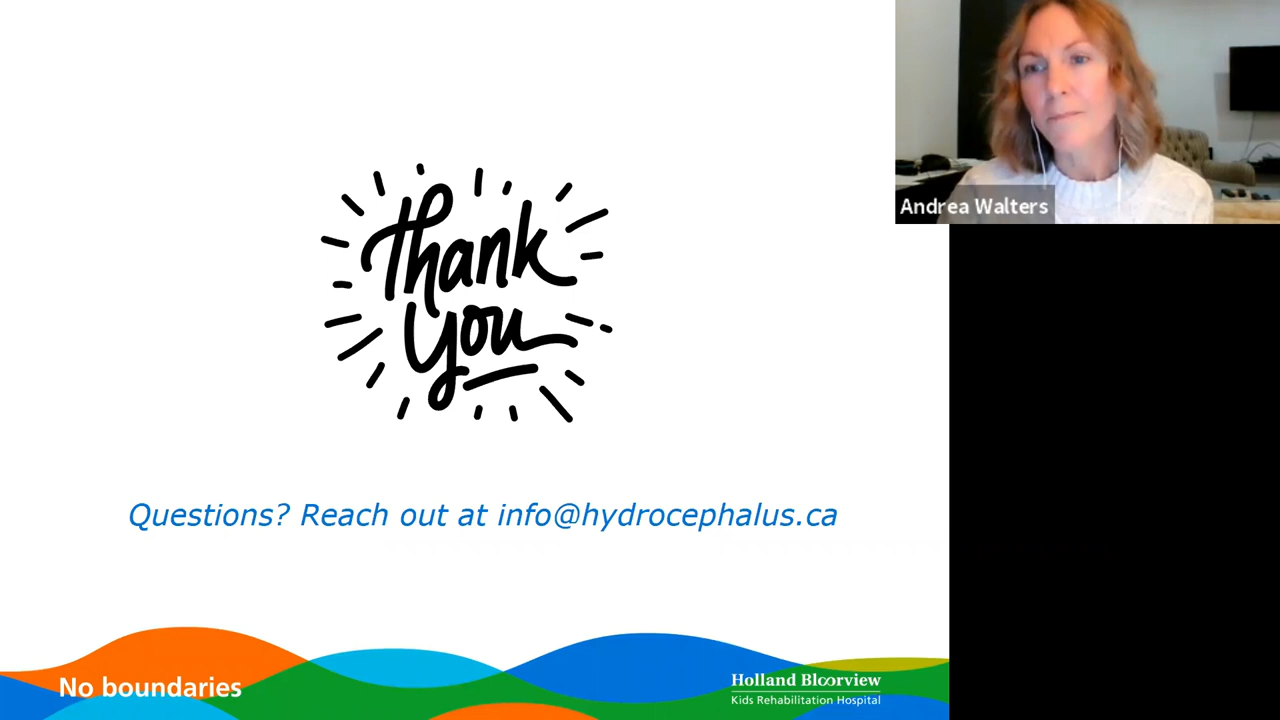 Andrea Walters
Thank
you
Questions? Reach out at info@hydrocephalus.ca
No boundaries
Holland Bloorview
Kids Rehabilitation Hospital